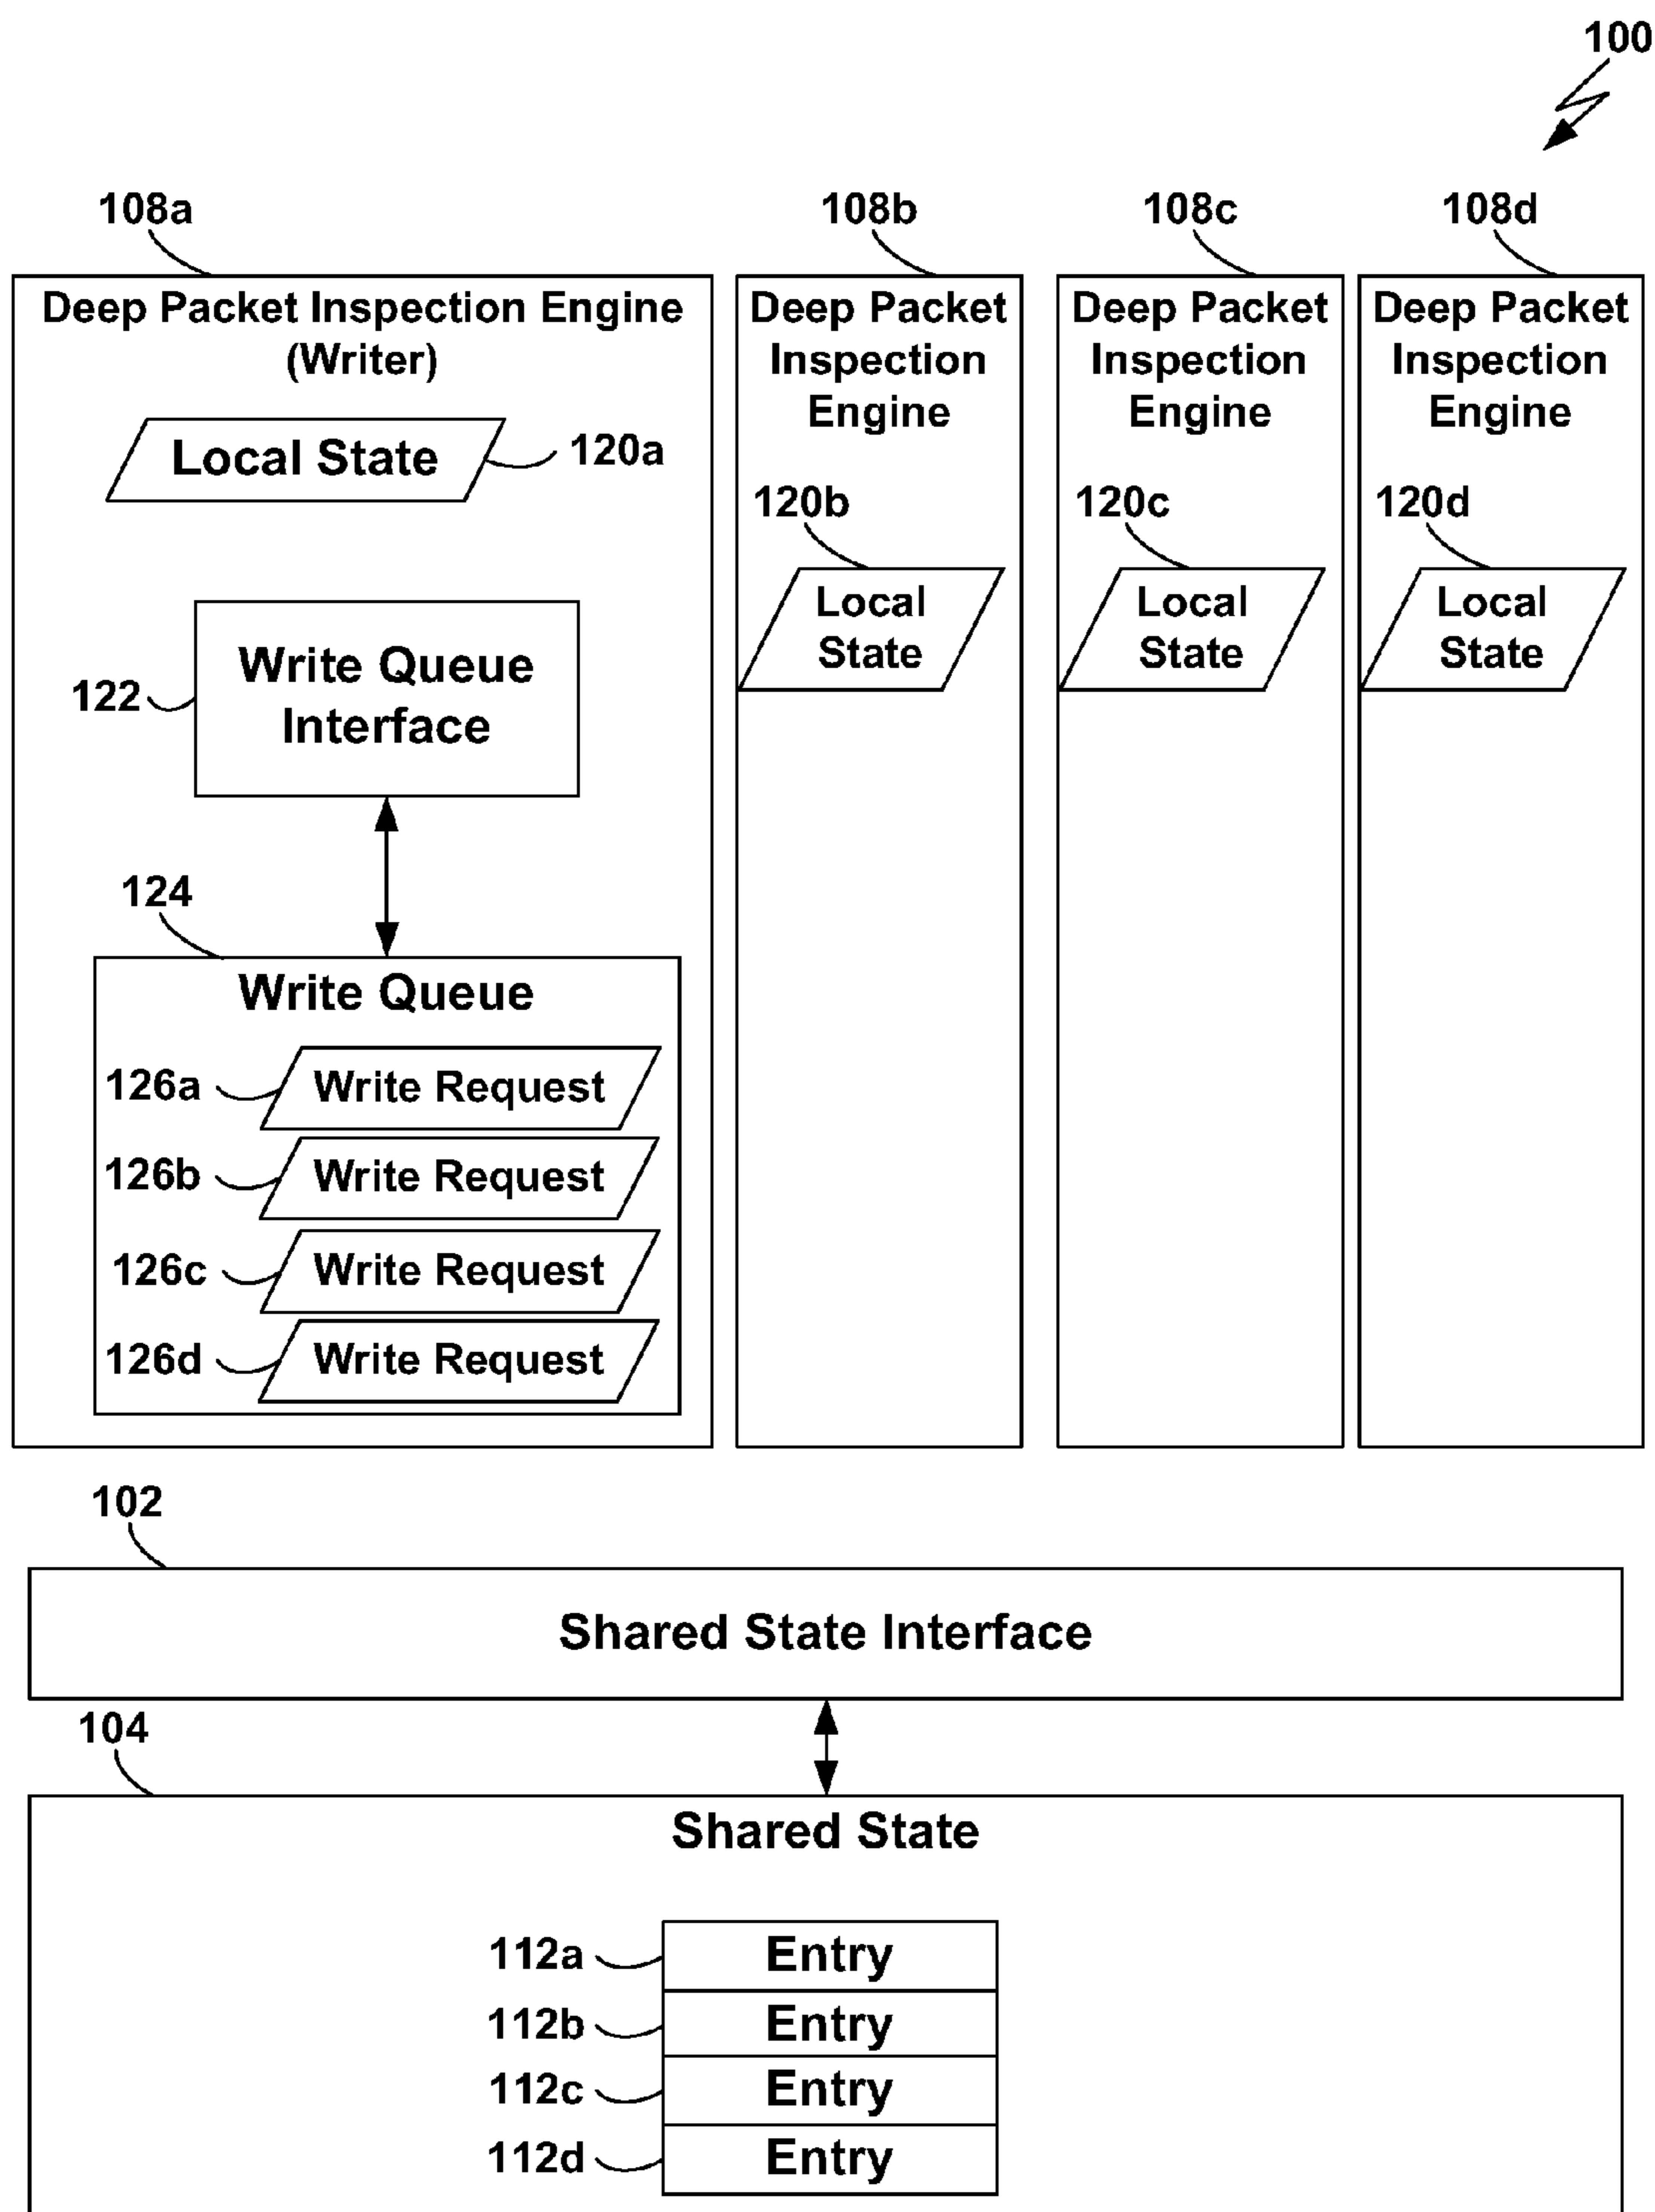 100
108a
108b
108c
108d
Deep Packet Inspection Engine
(Writer)
Local State
120a
122
Write Queue
Interface
124
Write Queue
126a
Write Request
126b
Write Request
126c
Write Request
126d
Write Request
Deep Packet
Inspection
Engine
120b
Local
State
Deep Packet
Inspection
Engine
120c
Local
State
Deep Packet
Inspection
Engine
120d
Local
State
102
Shared State Interface
104
Shared State
112a
Entry
112b
Entry
112c
Entry
112d
Entry